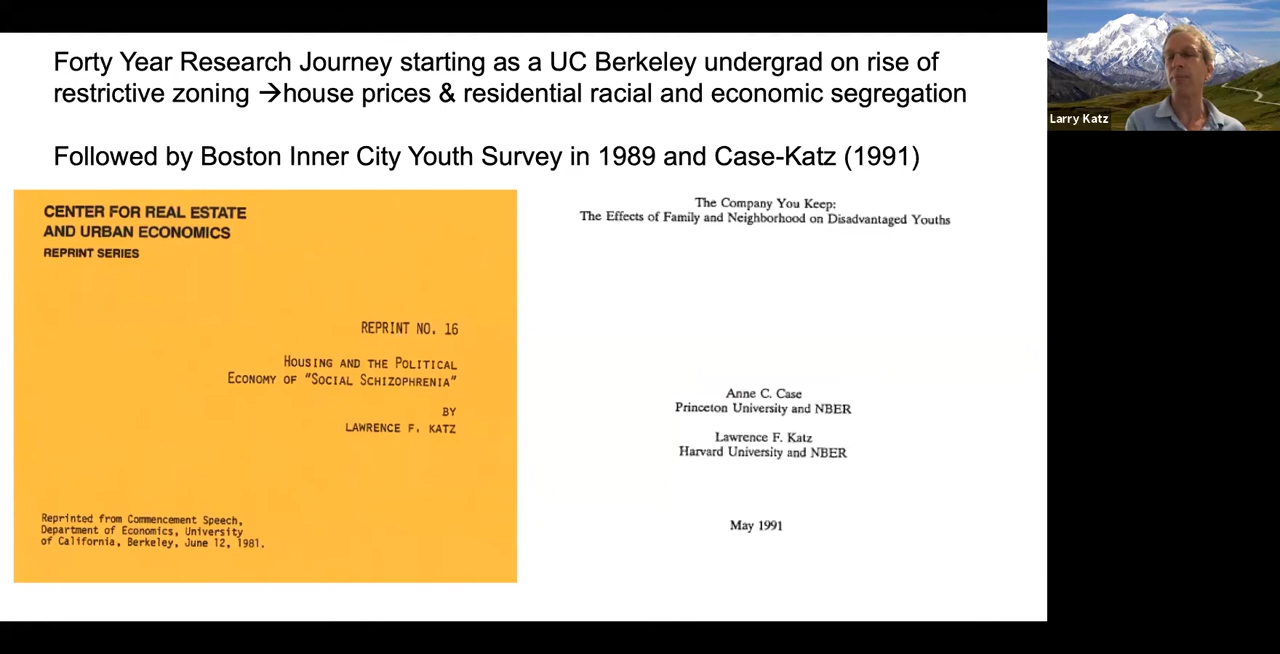 Forty Year Research Journey starting as a UC Berkeley undergrad on rise of
restrictive zoning →house prices & residential racial and economic segregation
Followed by Boston Inner City Youth Survey in 1989 and Case-Katz (1991)
CENTER FOR REAL ESTATE
AND URBAN ECONOMICS
REPRINT SERIES
REPRINT NO. 16
HOUSING AND THE POLITICAL
ECONOMY OF "SOCIAL SCHIZOPHRENIA"
BY
LAWRENCE F. KATZ
Reprinted from Commencement Speech,
Department of Economics, University
of California, Berkeley, June 12, 1981.
The Company You Keep:
The Effects of Family and Neighborhood on Disadvantaged Youths
Anne C. Case
Princeton University and NBER
Lawrence F. Katz
Harvard University and NBER
May 1991
Larry Katz